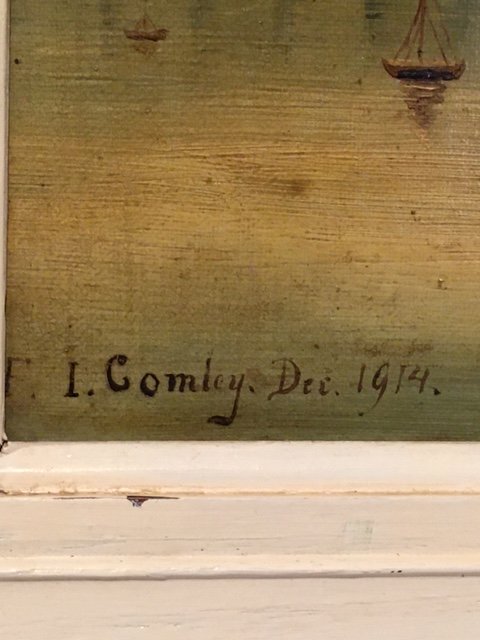 F. I. Comley. Dec. 1914.